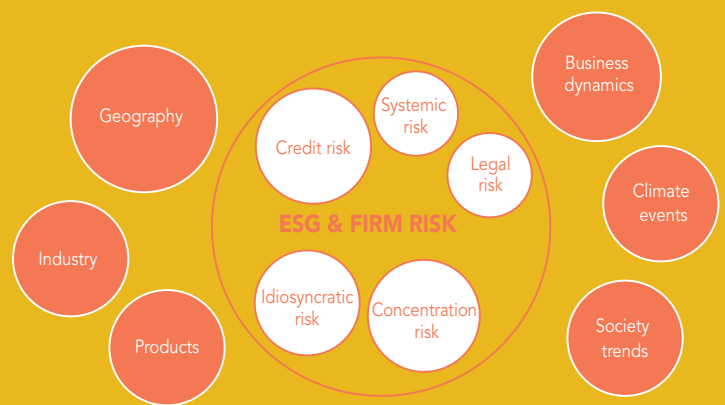 Geography
Industry
Products
Credit risk
Systemic
risk
Legal
risk
ESG & FIRM RISK
Idiosyncratic
risk
Concentration
risk
Business
dynamics
Climate
events
Society
trends